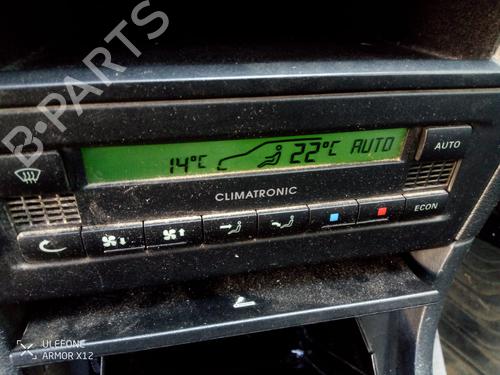 B-PARTS
14°C 22°C AUTO
AUTO
CLIMATRONIC
ECON
ULEFONE
ARMOR X12